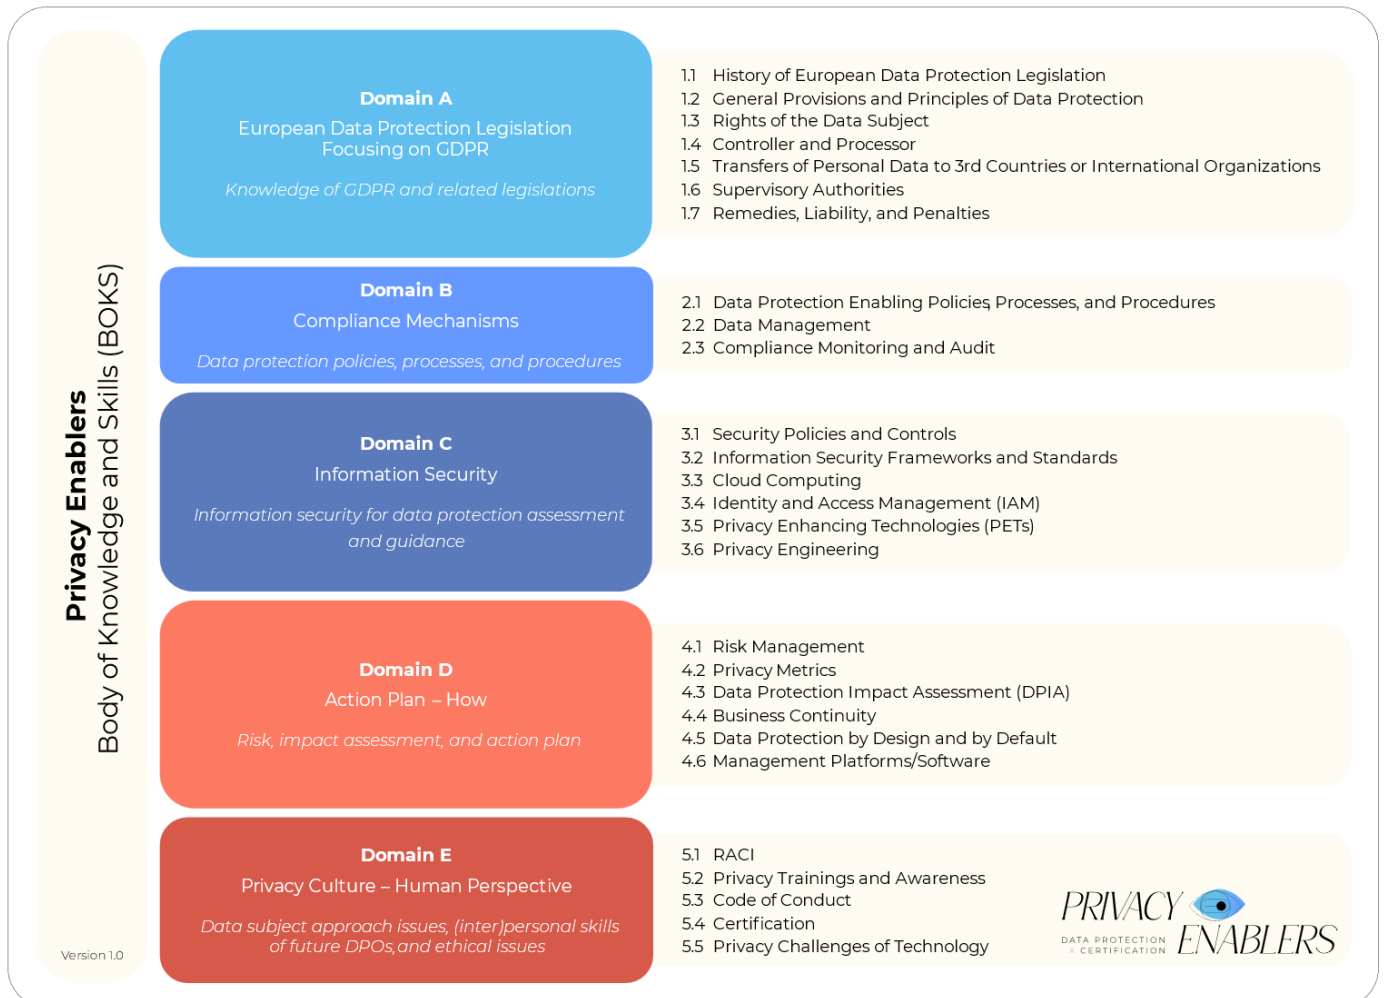 Privacy Enablers
Body of Knowledge and Skills (BOKS)
Version 1.0
Domain A
European Data Protection Legislation
Focusing on GDPR
Knowledge of GDPR and related legislations
1.1 History of European Data Protection Legislation
1.2 General Provisions and Principles of Data Protection
1.3 Rights of the Data Subject
1.4 Controller and Processor
1.5 Transfers of Personal Data to 3rd Countries or International Organizations
1.6 Supervisory Authorities
1.7 Remedies, Liability, and Penalties
Domain B
Compliance Mechanisms
Data protection policies, processes, and procedures
2.1 Data Protection Enabling Policies, Processes, and Procedures
2.2 Data Management
2.3 Compliance Monitoring and Audit
Domain C
Information Security
Information security for data protection assessment
and guidance
3.1 Security Policies and Controls
3.2 Information Security Frameworks and Standards
3.3 Cloud Computing
3.4 Identity and Access Management (IAM)
3.5 Privacy Enhancing Technologies (PETs)
3.6 Privacy Engineering
Domain D
Action Plan – How
Risk, impact assessment, and action plan
4.1 Risk Management
4.2 Privacy Metrics
4.3 Data Protection Impact Assessment (DPIA)
4.4 Business Continuity
4.5 Data Protection by Design and by Default
4.6 Management Platforms/Software
Domain E
Privacy Culture – Human Perspective
Data subject approach issues, (inter)personal skills
of future DPOs, and ethical issues
5.1 RACI
5.2 Privacy Trainings and Awareness
5.3 Code of Conduct
5.4 Certification
5.5 Privacy Challenges of Technology
PRIVACY
ENABLERS
DATA PROTECTION
× CERTIFICATION